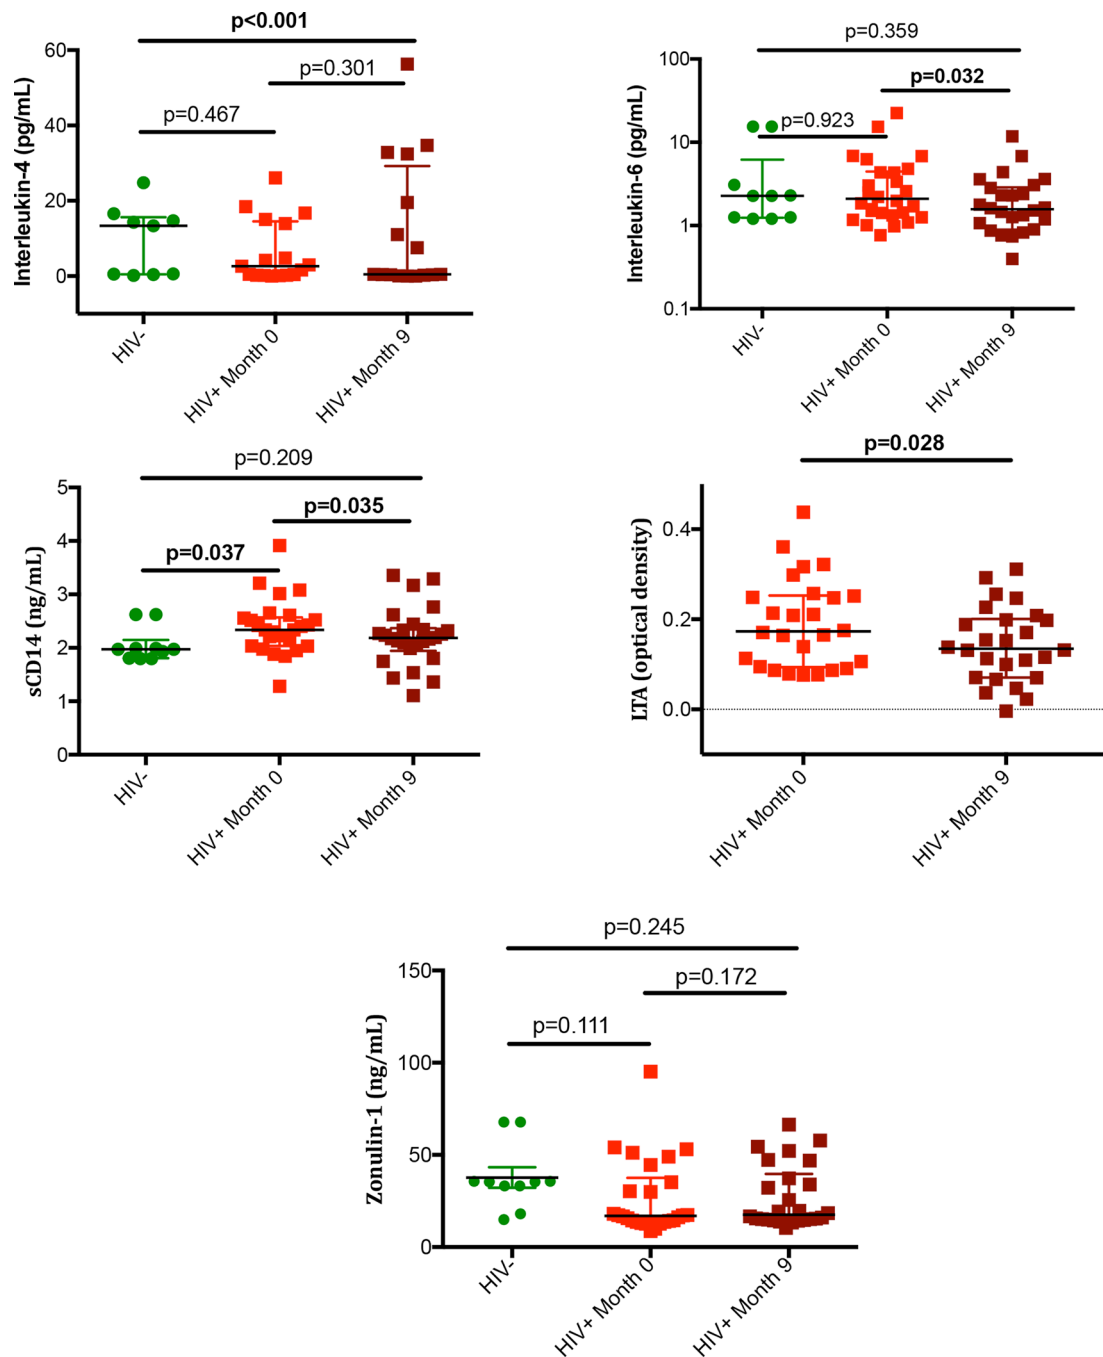 p<0.001
p=0.301
p=0.467
Interleukin-4 (pg/mL)
60
40
20
0
HIV-
HIV+ Month 0
HIV+ Month 9
p=0.359
p=0.032
p=0.923
Interleukin-6 (pg/mL)
100
10
1
0.1
HIV-
HIV+ Month 0
HIV+ Month 9
p=0.209
p=0.035
p=0.037
sCD14 (ng/mL)
5
4
3
2
1
0
HIV-
HIV+ Month 0
HIV+ Month 9
p=0.028
LTA (optical density)
0.4
0.2
0.0
HIV+ Month 0
HIV+ Month 9
p=0.245
p=0.172
p=0.111
Zonulin-1 (ng/mL)
150
100
50
0
HIV-
HIV+ Month 0
HIV+ Month 9